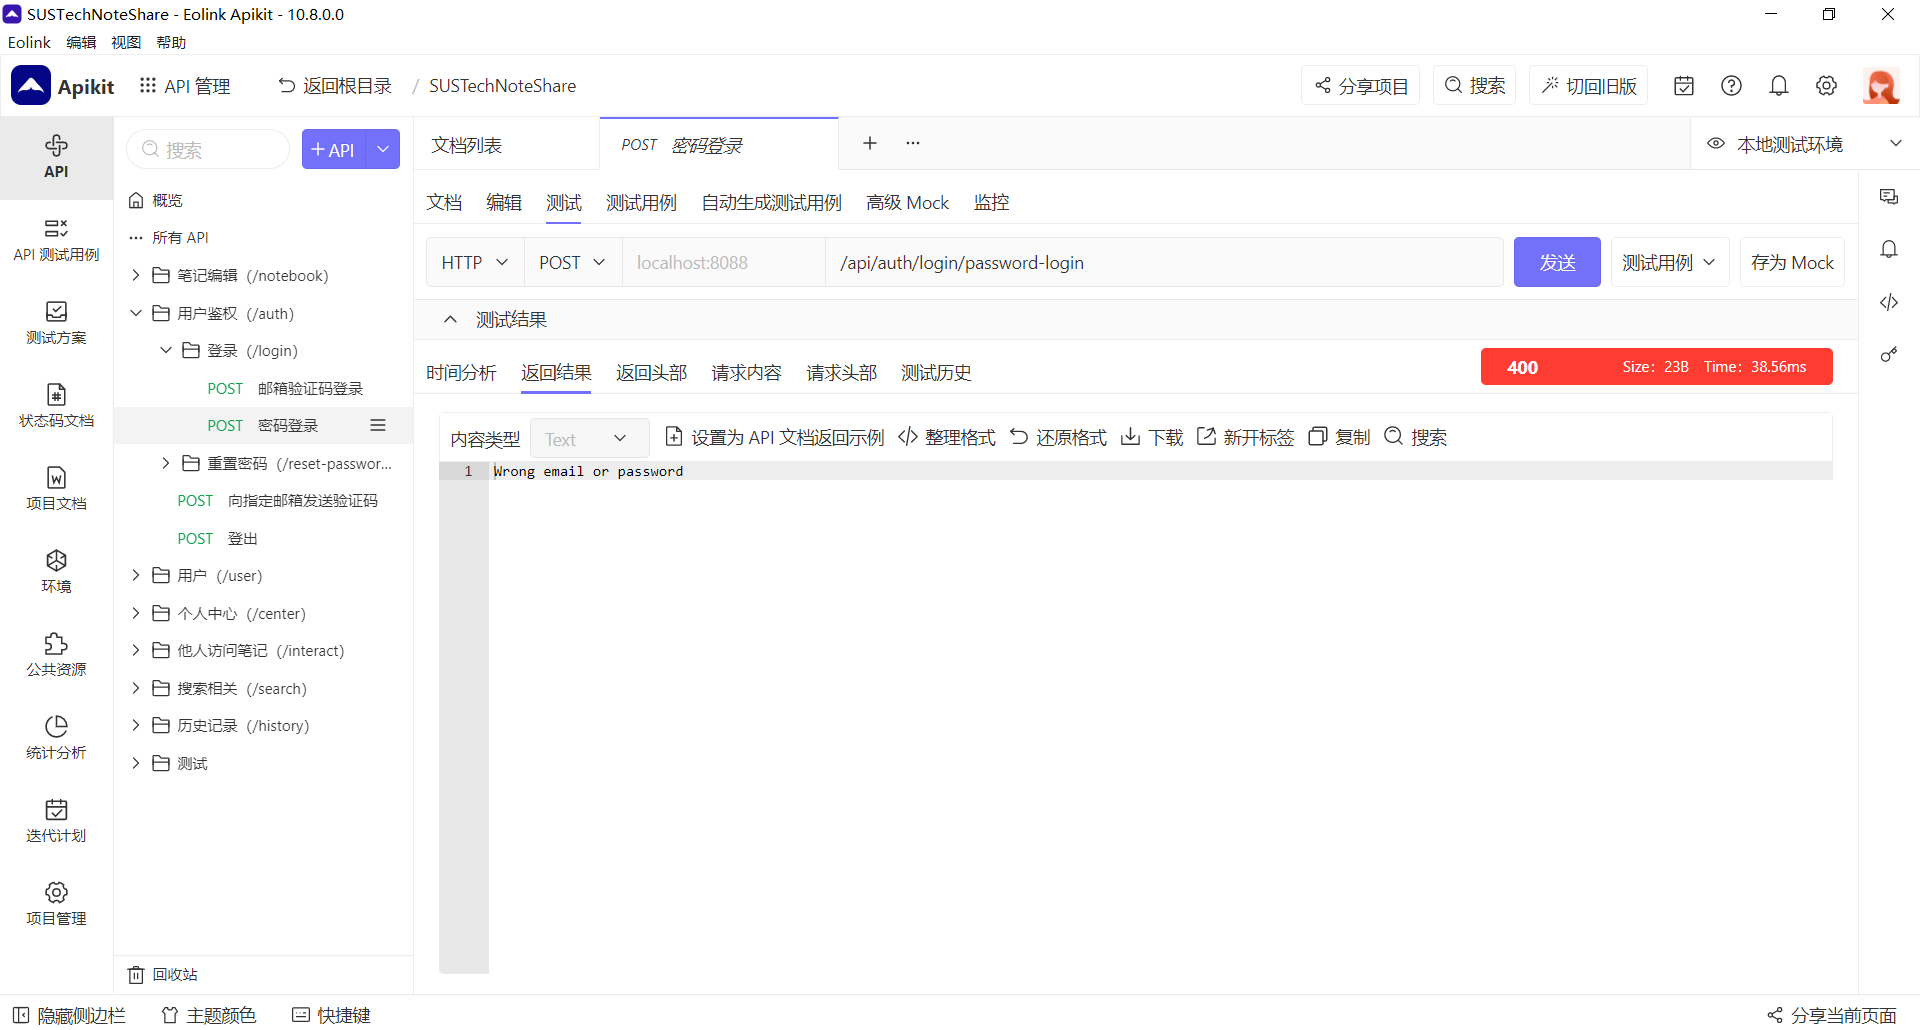 SUSTechNoteShare - Eolink Apikit - 10.8.0.0
Eolink 编辑 视图 帮助
Apikit API 管理 返回根目录 / SUSTechNoteShare 分享项目 搜索 切回旧版
API
API 测试用例
测试方案
状态码文档
项目文档
环境
公共资源
统计分析
迭代计划
项目管理
搜索 +API
概览
所有 API
笔记编辑 (/notebook)
用户鉴权 (/auth)
登录 (/login)
POST 邮箱验证码登录
POST 密码登录
重置密码 (/reset-passwor...
POST 向指定邮箱发送验证码
POST 登出
用户 (/user)
个人中心 (/center)
他人访问笔记 (/interact)
搜索相关 (/search)
历史记录 (/history)
测试
回收站
文档列表 POST 密码登录 + ... 本地测试环境
文档 编辑 测试 测试用例 自动生成测试用例 高级 Mock 监控
HTTP POST localhost:8088 /api/auth/login/password-login 发送 测试用例 存为 Mock
测试结果
时间分析 返回结果 返回头部 请求内容 请求头部 测试历史 400 Size: 23B Time: 38.56ms
内容类型 Text 设置为 API 文档返回示例 整理格式 还原格式 下载 新开标签 复制 搜索
1 Wrong email or password
隐藏侧边栏 主题颜色 快捷键 分享当前页面